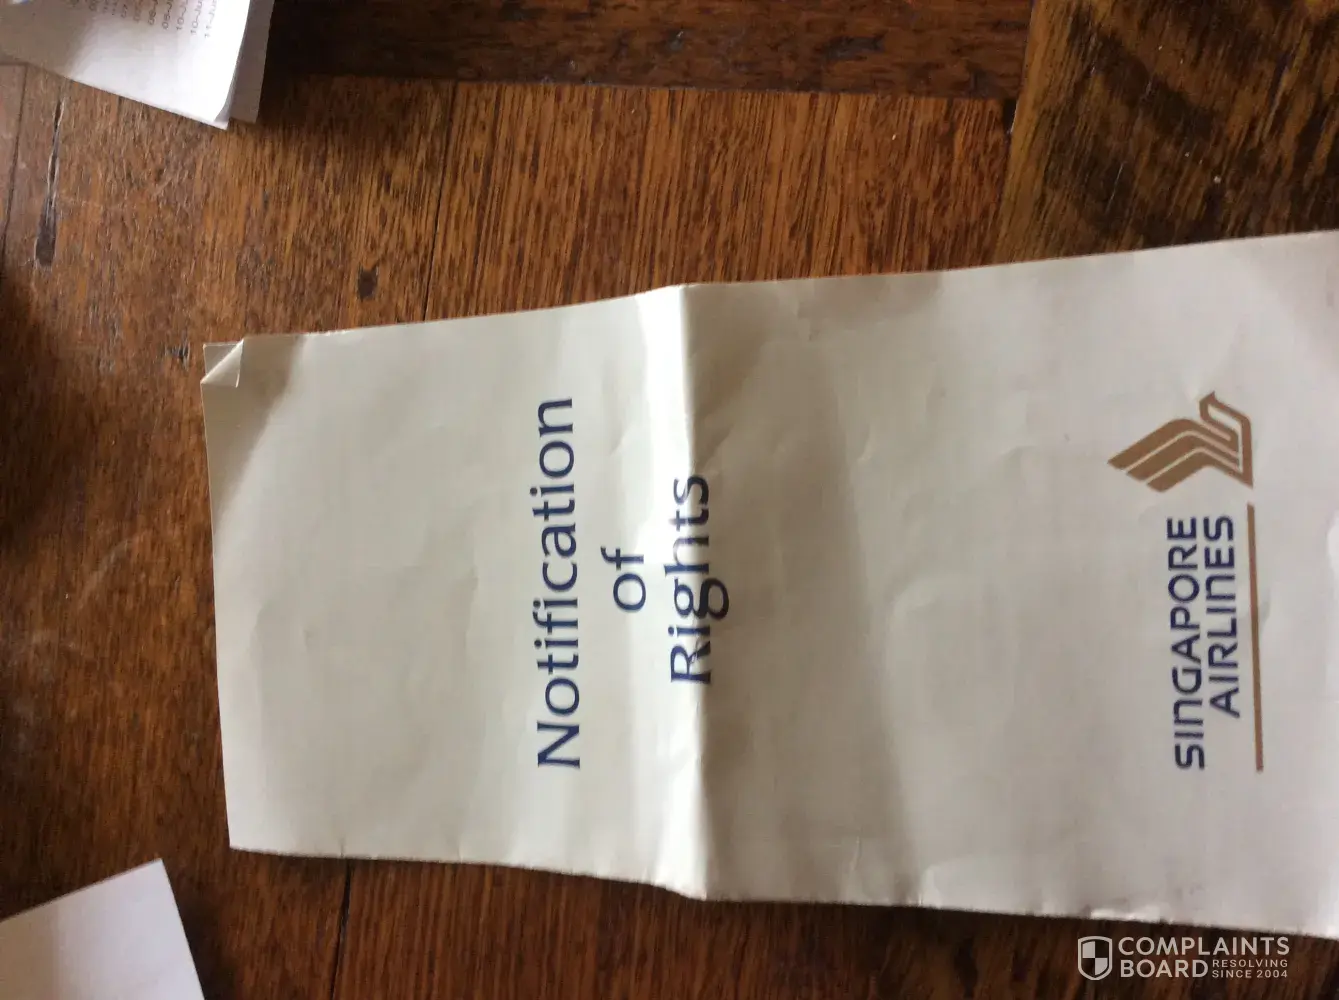 Notification
of
Rights
SINGAPORE
AIRLINES
COMPLAINTS
BOARD RESOLVING
SINCE 2004